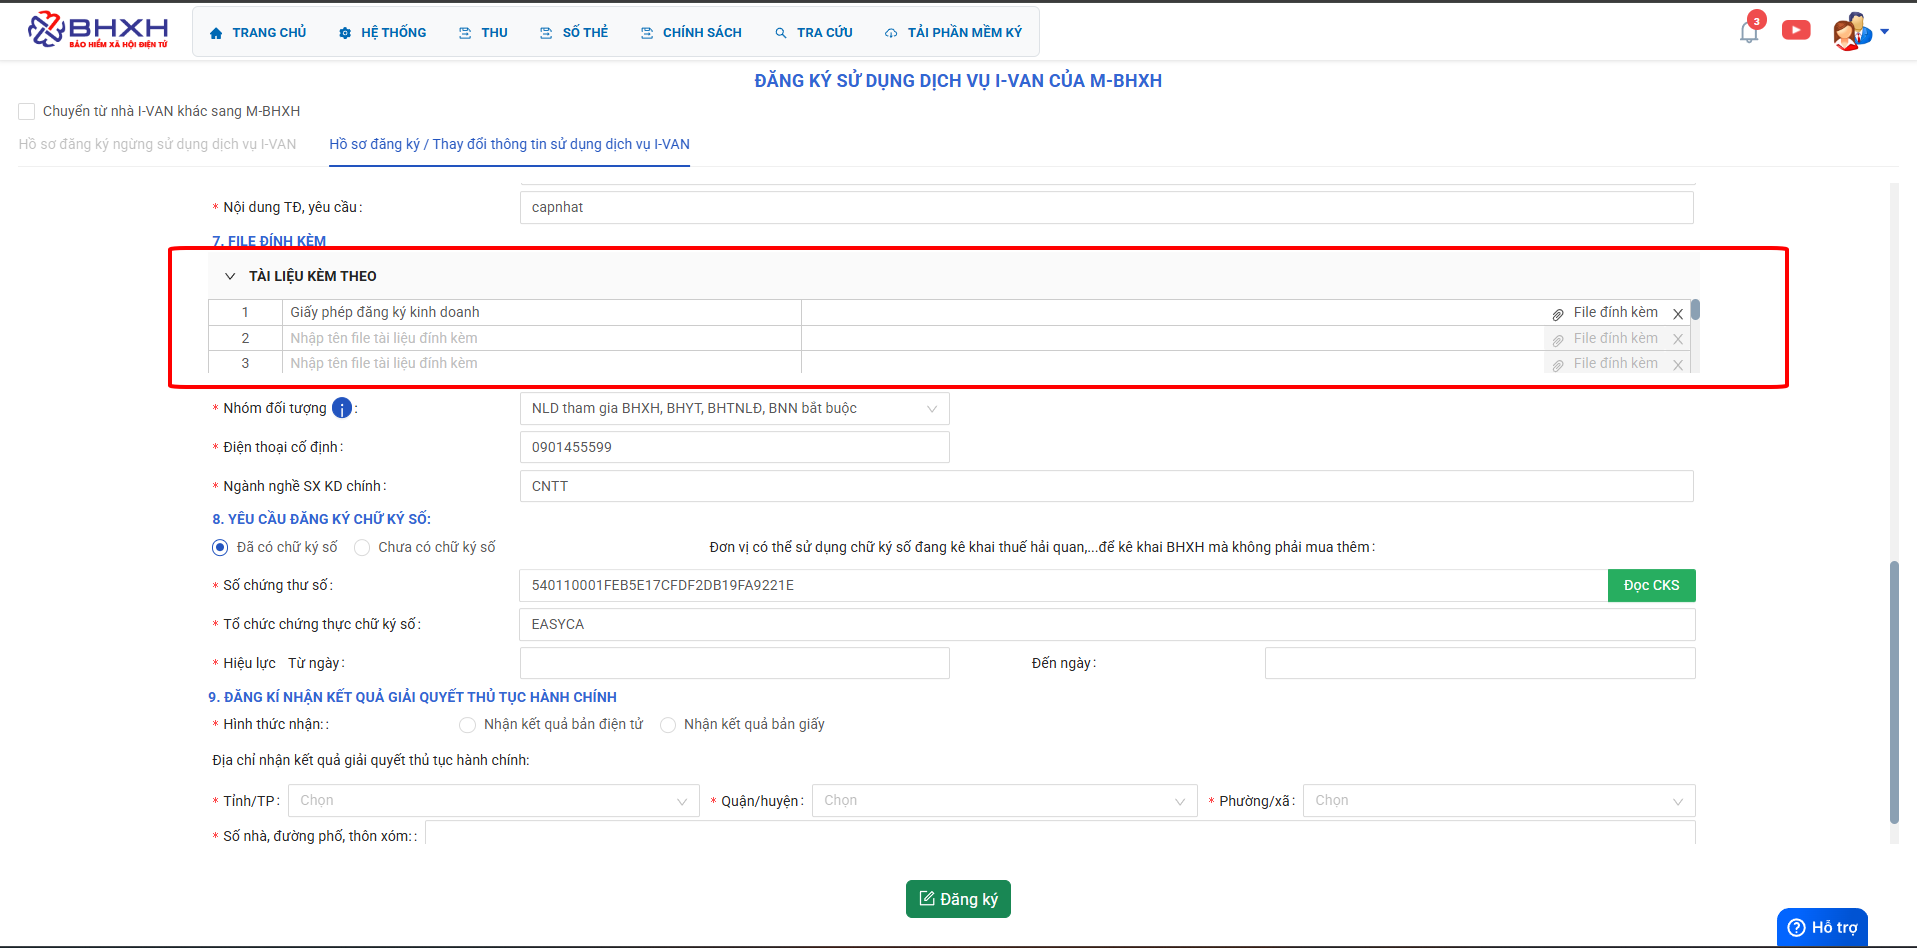 BHXH
BẢO HIỂM XÃ HỘI ĐIỆN TỬ
TRANG CHỦ HỆ THỐNG THU SỐ THẺ CHÍNH SÁCH TRA CỨU TẢI PHẦN MỀM KÝ
3
ĐĂNG KÝ SỬ DỤNG DỊCH VỤ I-VAN CỦA M-BHXH
Chuyển từ nhà I-VAN khác sang M-BHXH
Hồ sơ đăng ký ngừng sử dụng dịch vụ I-VAN Hồ sơ đăng ký / Thay đổi thông tin sử dụng dịch vụ I-VAN
* Nội dung TĐ, yêu cầu: capnhat
7. FILE ĐÍNH KÈM
TÀI LIỆU KÈM THEO
1 Giấy phép đăng ký kinh doanh File đính kèm
2 Nhập tên file tài liệu đính kèm File đính kèm
3 Nhập tên file tài liệu đính kèm File đính kèm
* Nhóm đối tượng i : NLD tham gia BHXH, BHYT, BHTNLĐ, BNN bắt buộc
* Điện thoại cố định: 0901455599
* Ngành nghề SX KD chính: CNTT
8. YÊU CẦU ĐĂNG KÝ CHỮ KÝ SỐ:
Đã có chữ ký số Chưa có chữ ký số Đơn vị có thể sử dụng chữ ký số đang kê khai thuế hải quan,...để kê khai BHXH mà không phải mua thêm:
* Số chứng thư số: 540110001FEB5E17CFDF2DB19FA9221E Đọc CKS
* Tổ chức chứng thực chữ ký số: EASYCA
* Hiệu lực Từ ngày: Đến ngày:
9. ĐĂNG KÍ NHẬN KẾT QUẢ GIẢI QUYẾT THỦ TỤC HÀNH CHÍNH
* Hình thức nhận:: Nhận kết quả bản điện tử Nhận kết quả bản giấy
Địa chỉ nhận kết quả giải quyết thủ tục hành chính:
* Tỉnh/TP: Chọn * Quận/huyện: Chọn * Phường/xã: Chọn
* Số nhà, đường phố, thôn xóm::
Đăng ký
Hỗ trợ